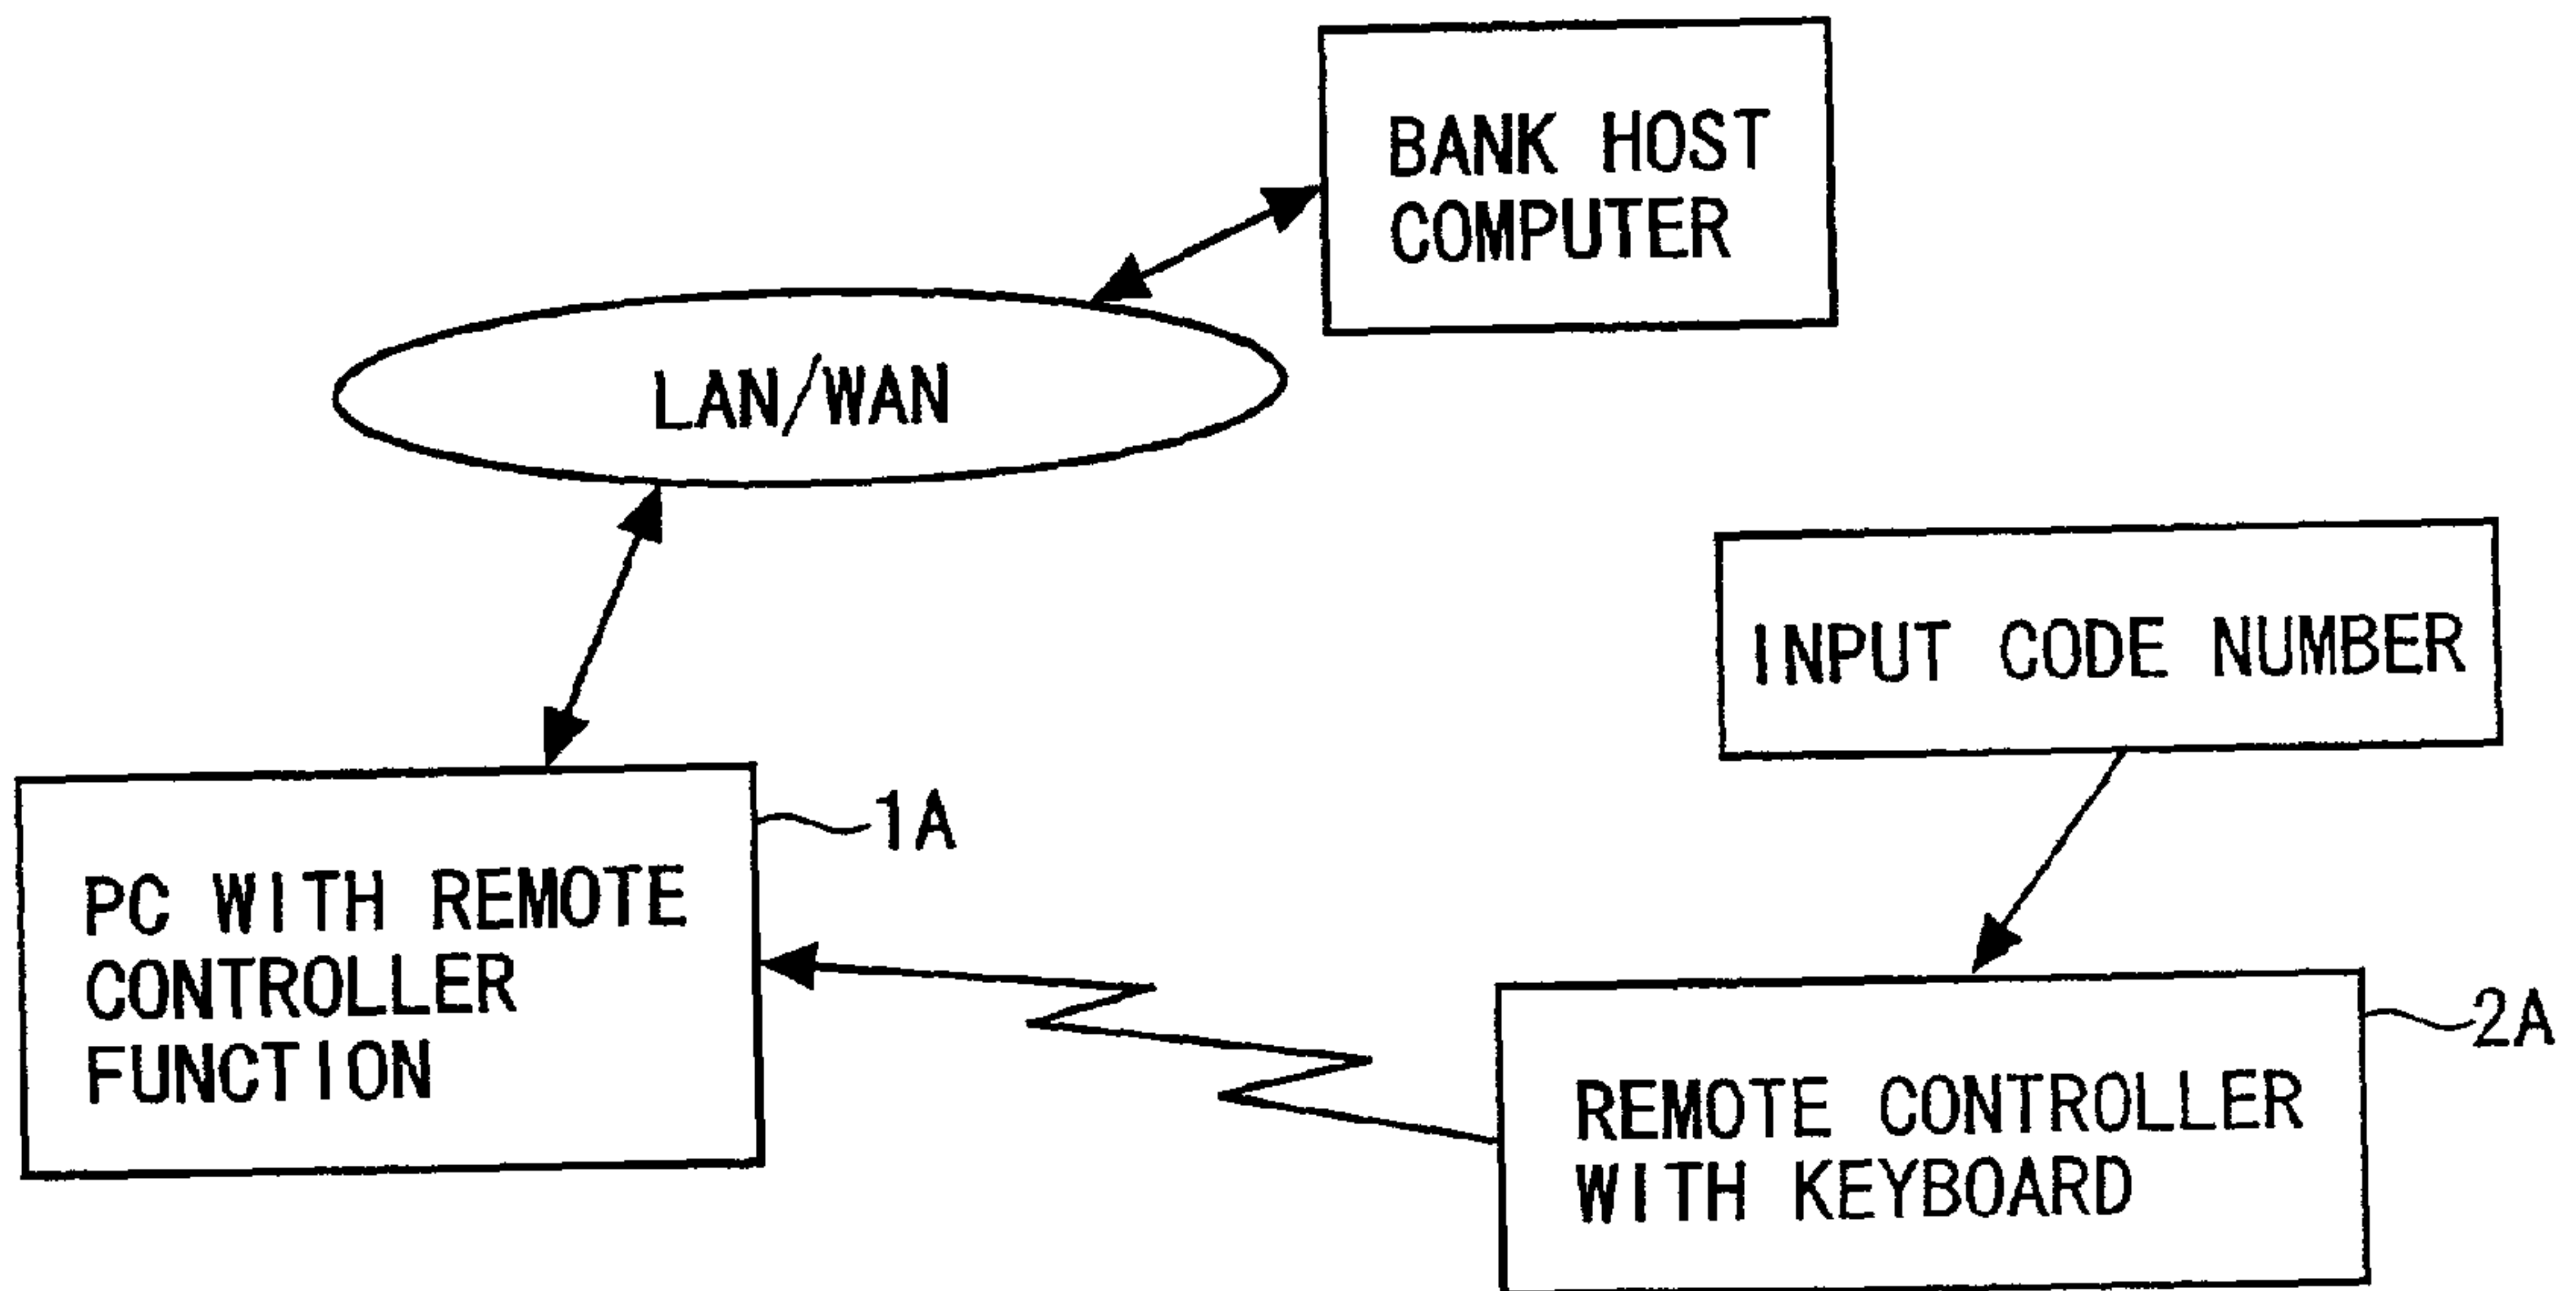 BANK HOST
COMPUTER
LAN/WAN
INPUT CODE NUMBER
1A
PC WITH REMOTE
CONTROLLER
FUNCTION
2A
REMOTE CONTROLLER
WITH KEYBOARD